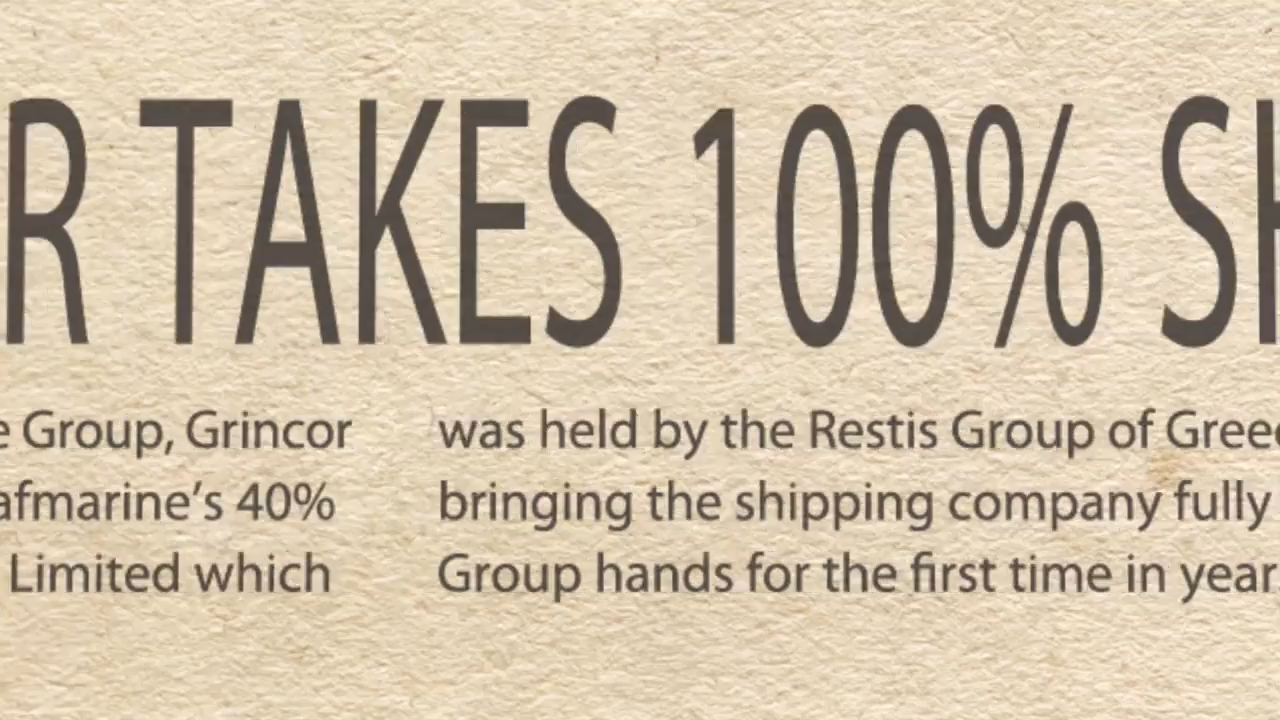 R TAKES 100% SH
e Group, Grincor
afmarine's 40%
Limited which
was held by the Restis Group of Greec
bringing the shipping company fully
Group hands for the first time in year